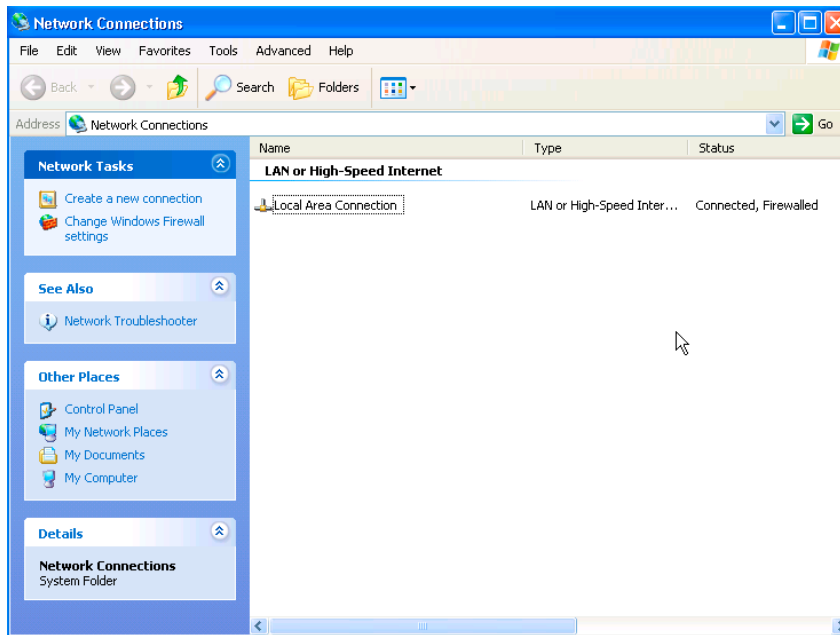 Network Connections
File Edit View Favorites Tools Advanced Help
Back Search Folders
Address Network Connections Go
Name Type Status
Network Tasks
Create a new connection
Change Windows Firewall
settings
See Also
Network Troubleshooter
Other Places
Control Panel
My Network Places
My Documents
My Computer
Details
Network Connections
System Folder
LAN or High-Speed Internet
Local Area Connection LAN or High-Speed Inter... Connected, Firewalled